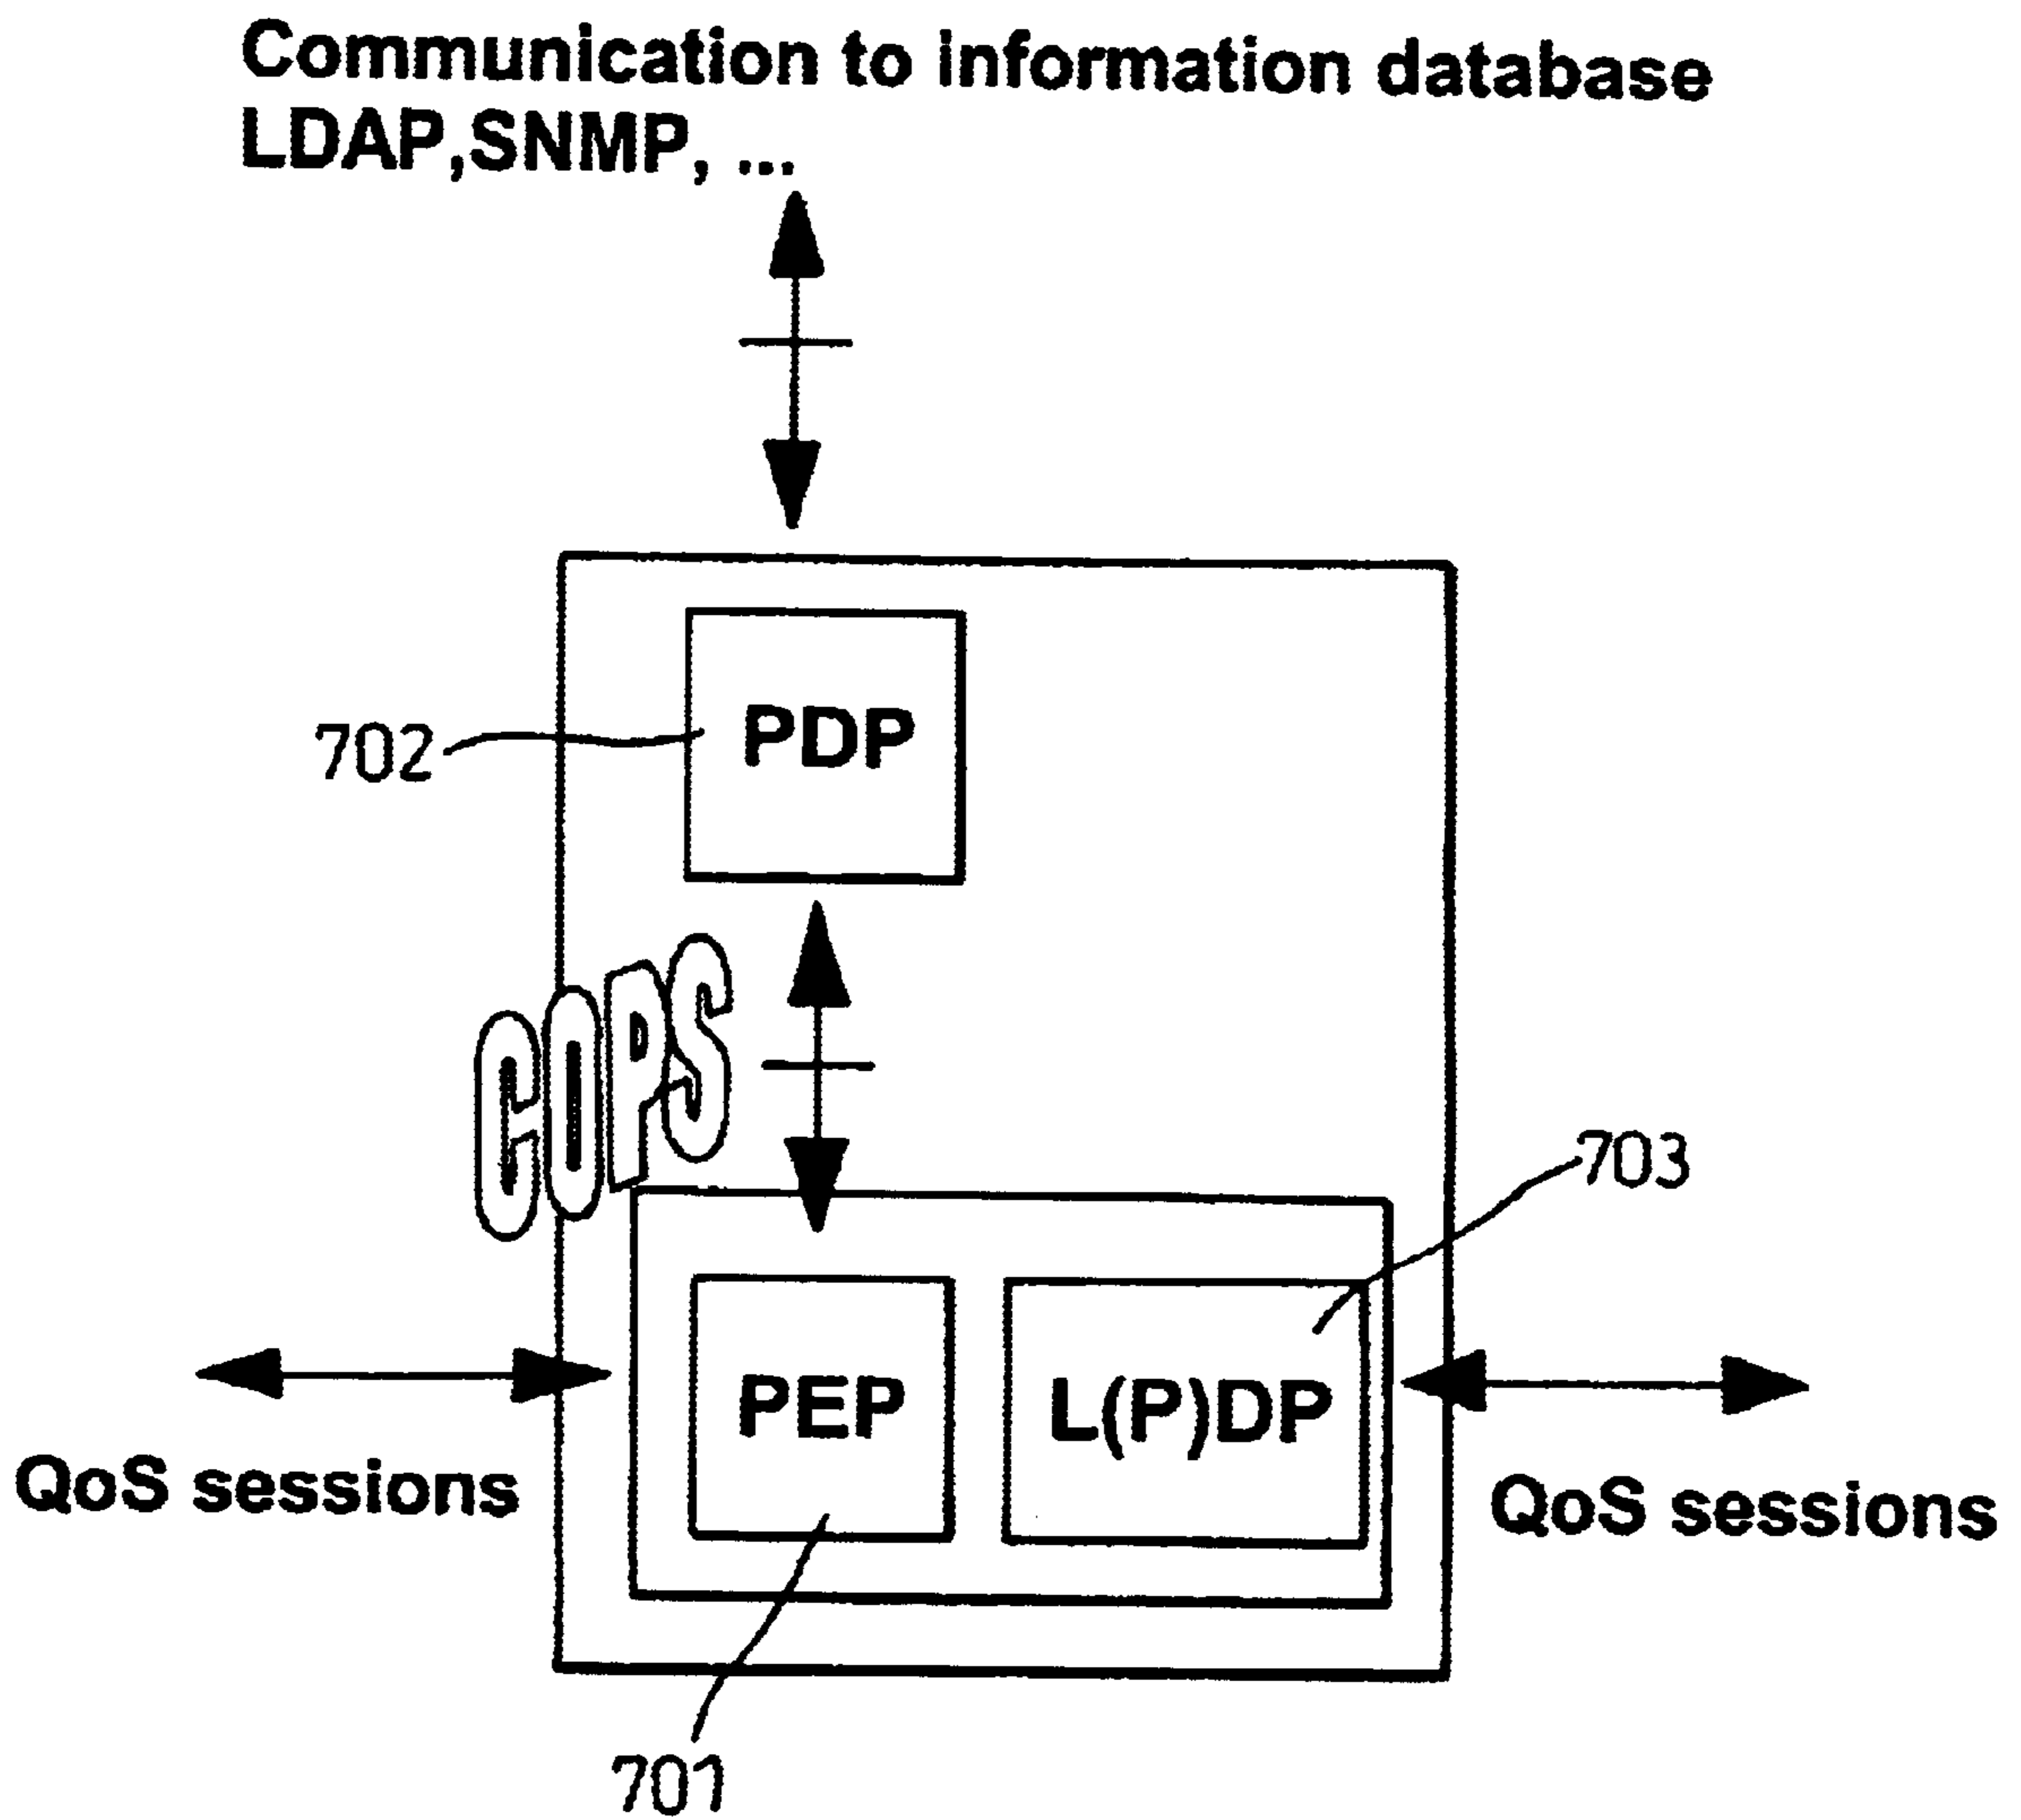 Communication to information database
LDAP,SNMP, ...
PDP
702
COPS
703
PEP
L(P)DP
QoS sessions
QoS sessions
701